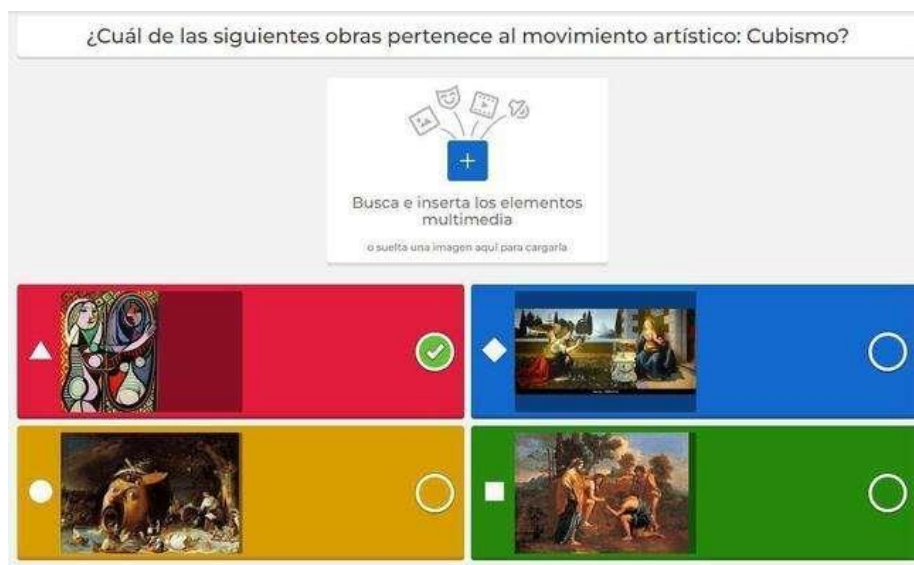 ¿Cuál de las siguientes obras pertenece al movimiento artístico: Cubismo?
Busca e inserta los elementos
multimedia
o suelta una imagen aquí para cargarla